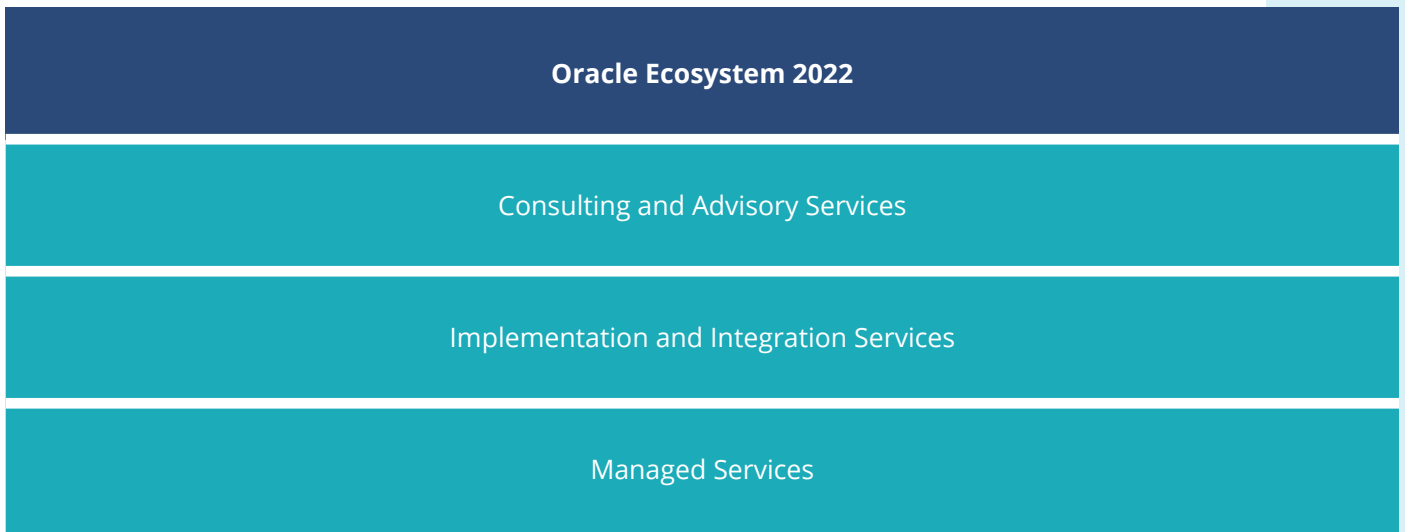 Oracle Ecosystem 2022
Consulting and Advisory Services
Implementation and Integration Services
Managed Services